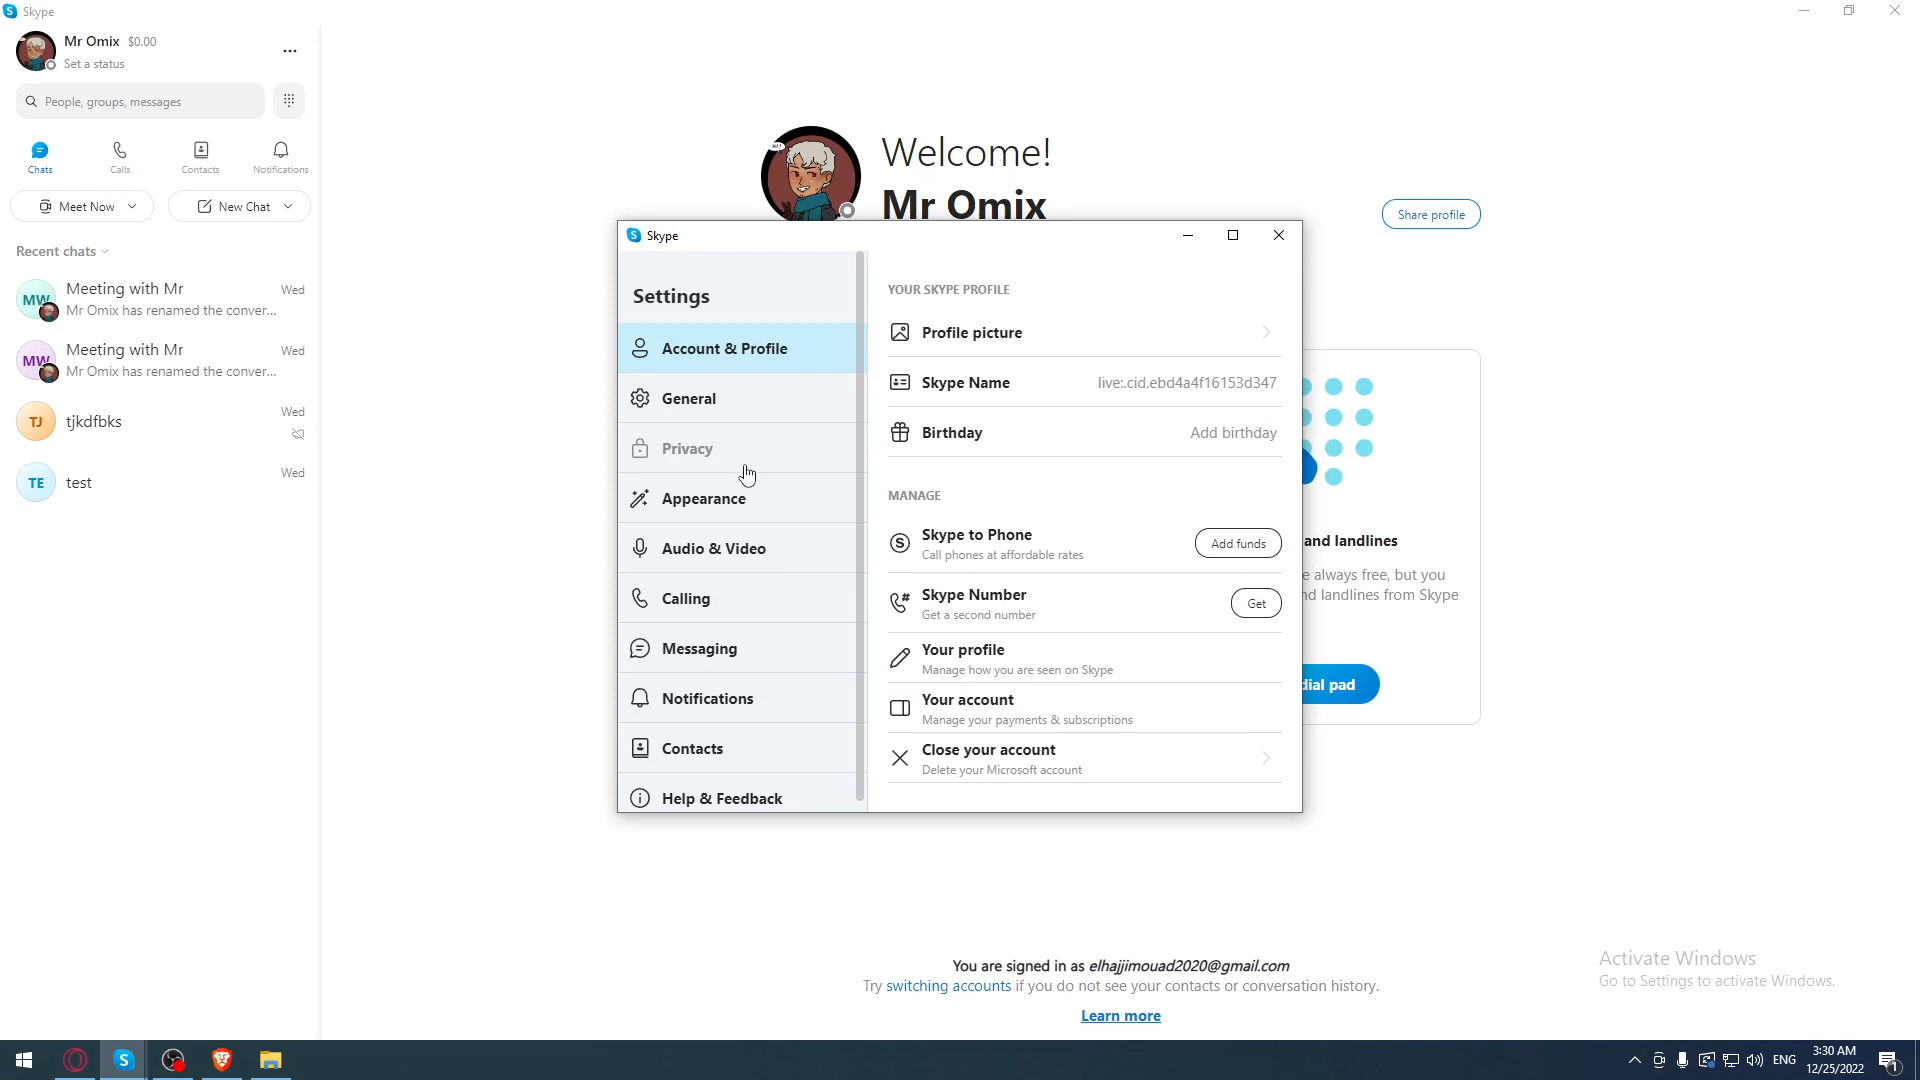 Skype
Mr Omix $0.00
Set a status
People, groups, messages
Chats Calls Contacts Notifications
Meet Now New Chat
Recent chats
MW Meeting with Mr Wed
Mr Omix has renamed the conver...
MW Meeting with Mr Wed
Mr Omix has renamed the conver...
TJ tjkdfbks Wed
TE test Wed
Welcome!
Mr Omix
Share profile
Skype
Settings
Account & Profile
General
Privacy
Appearance
Audio & Video
Calling
Messaging
Notifications
Contacts
Help & Feedback
YOUR SKYPE PROFILE
Profile picture
Skype Name live:.cid.ebd4a4f16153d347
Birthday Add birthday
MANAGE
Skype to Phone
Call phones at affordable rates
Add funds
Skype Number
Get a second number
Get
Your profile
Manage how you are seen on Skype
Your account
Manage your payments & subscriptions
Close your account
Delete your Microsoft account
and landlines
e always free, but you
nd landlines from Skype
dial pad
You are signed in as elhajjimouad2020@gmail.com
Try switching accounts if you do not see your contacts or conversation history.
Learn more
Activate Windows
Go to Settings to activate Windows.
ENG 3:30 AM
12/25/2022
1